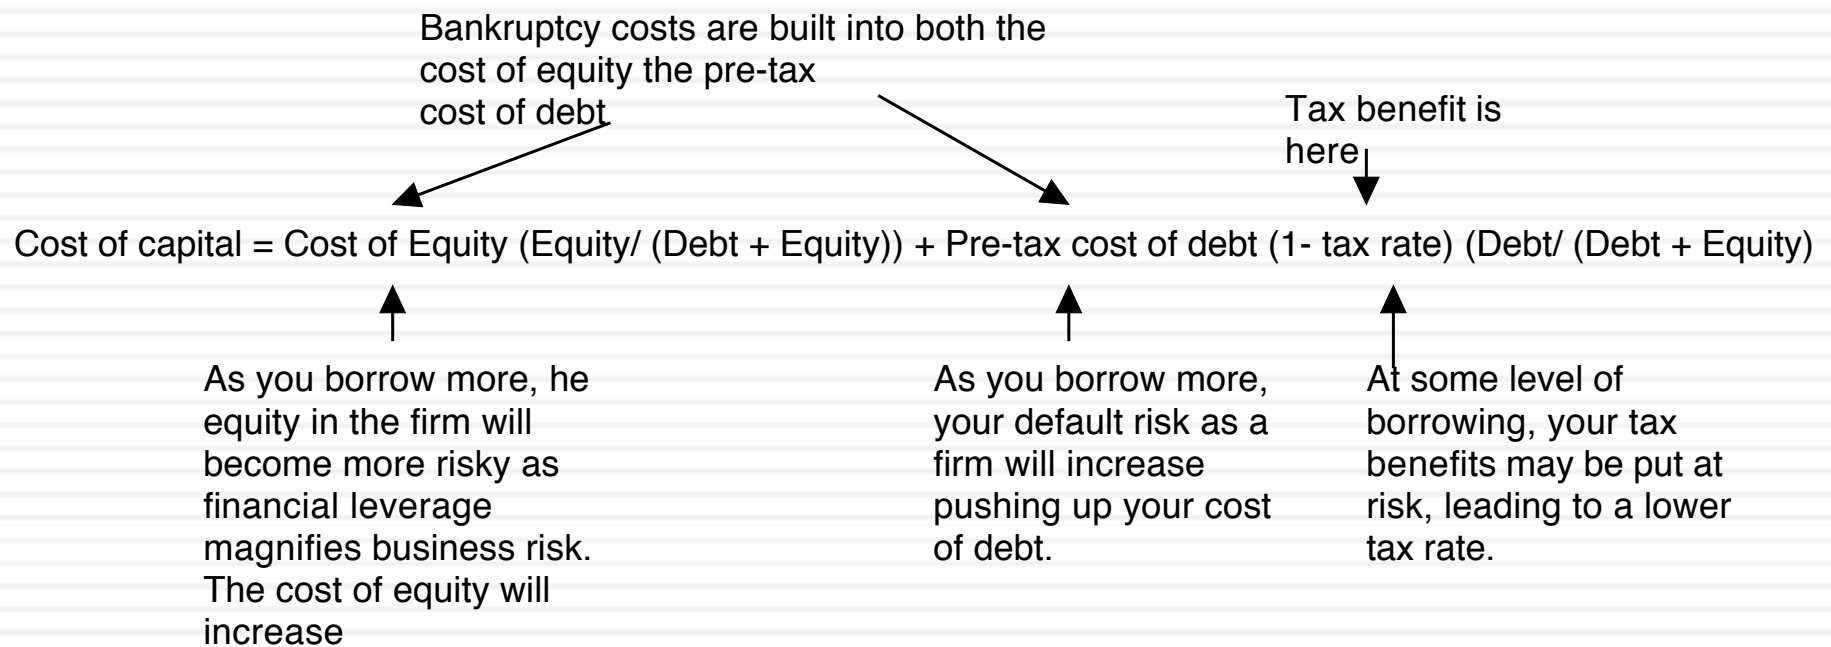 Bankruptcy costs are built into both the
cost of equity the pre-tax
cost of debt
Tax benefit is
here
Cost of capital = Cost of Equity (Equity/ (Debt + Equity)) + Pre-tax cost of debt (1- tax rate) (Debt/ (Debt + Equity)
As you borrow more, he
equity in the firm will
become more risky as
financial leverage
magnifies business risk.
The cost of equity will
increase
As you borrow more,
your default risk as a
firm will increase
pushing up your cost
of debt.
At some level of
borrowing, your tax
benefits may be put at
risk, leading to a lower
tax rate.